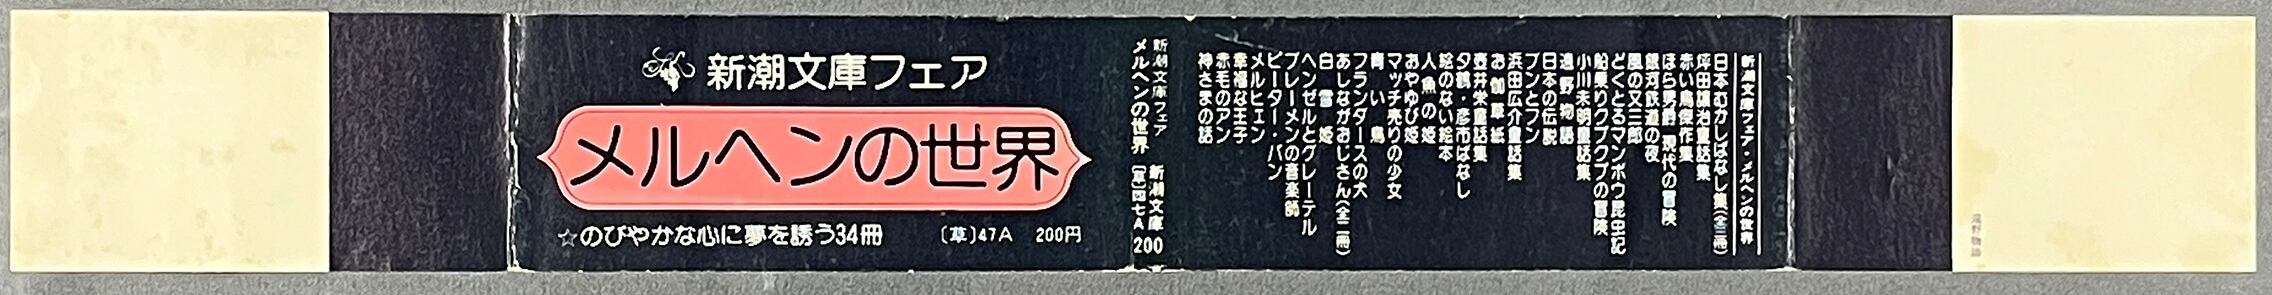 新潮文庫フェア
メルヘンの世界
☆のびやかな心に夢を誘う34冊
〔草〕47A 200円
新潮文庫フェア
メルヘンの世界
新潮文庫
〔草〕四七A
200
新潮文庫フェア・メルヘンの世界
日本むかしばなし集(全三冊)
坪田譲治童話集
赤い鳥傑作集
ほら男爵 現代の冒険
銀河鉄道の夜
風の又三郎
どくとるマンボウ昆虫記
船乗りクプクプの冒険
小川未明童話集
遠野物語
日本の伝説
ブンとフン
浜田広介童話集
お伽草紙
壺井栄童話集
夕鶴・彦市ばなし
絵のない絵本
人魚の姫
おやゆび姫
マッチ売りの少女
青い鳥
フランダースの犬
あしながおじさん(全二冊)
白雪姫
ヘンゼルとグレーテル
ブレーメンの音楽師
ピーター・パン
メルヒェン
幸福な王子
赤毛のアン
神さまの話
遠野物語